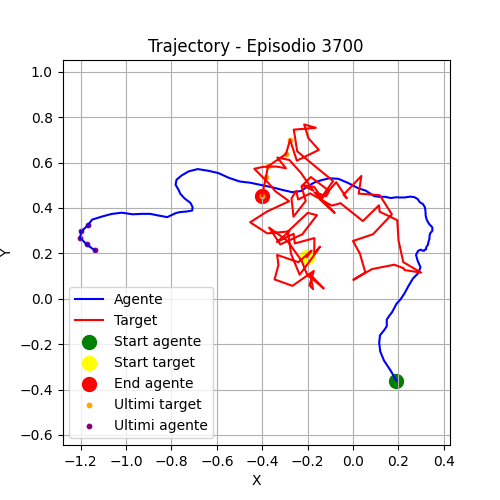 Trajectory - Episodio 3700
Y
1.0
0.8
0.6
0.4
0.2
0.0
−0.2
−0.4
−0.6
Agente
Target
Start agente
Start target
End agente
Ultimi target
Ultimi agente
−1.2 −1.0 −0.8 −0.6 −0.4 −0.2 0.0 0.2 0.4
X